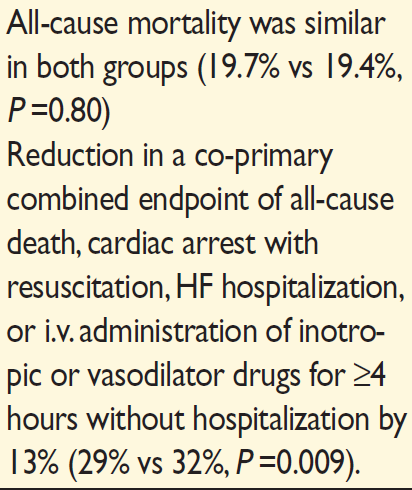 All-cause mortality was similar
in both groups (19.7% vs 19.4%,
P=0.80)
Reduction in a co-primary
combined endpoint of all-cause
death, cardiac arrest with
resuscitation, HF hospitalization,
or i.v. administration of inotro-
pic or vasodilator drugs for ≥4
hours without hospitalization by
13% (29% vs 32%, P=0.009).